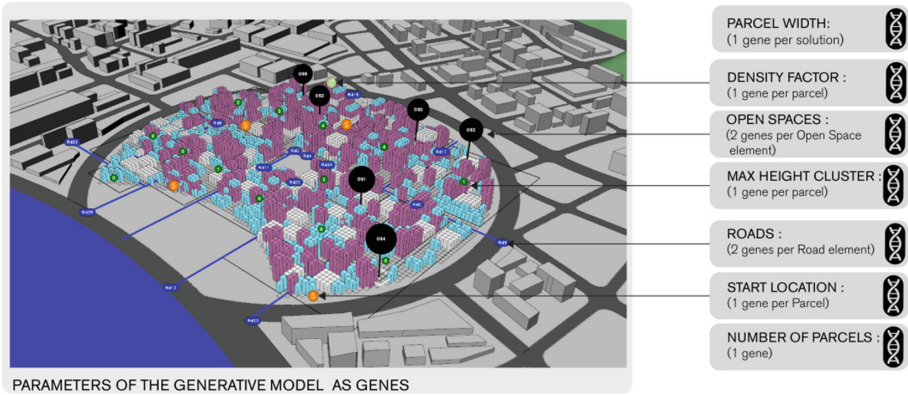 PARCEL WIDTH:
(1 gene per solution)
DENSITY FACTOR :
(1 gene per parcel)
OPEN SPACES :
(2 genes per Open Space
element)
MAX HEIGHT CLUSTER :
(1 gene per parcel)
ROADS :
(2 genes per Road element)
START LOCATION :
(1 gene per Parcel)
NUMBER OF PARCELS :
(1 gene)
PARAMETERS OF THE GENERATIVE MODEL AS GENES